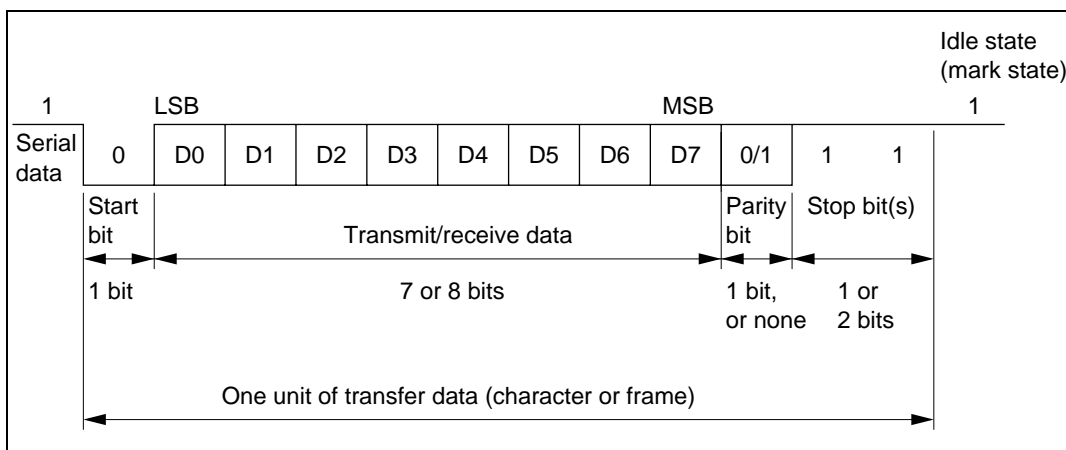 Idle state
(mark state)
1 LSB MSB 1
Serial
data
0 D0 D1 D2 D3 D4 D5 D6 D7 0/1 1 1
Start
bit
Transmit/receive data
Parity
bit
Stop bit(s)
1 bit
7 or 8 bits
1 bit,
or none
1 or
2 bits
One unit of transfer data (character or frame)